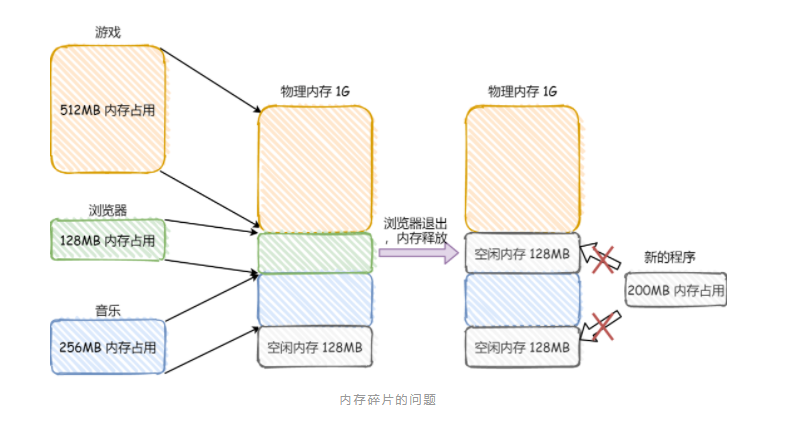 游戏
512MB 内存占用
浏览器
128MB 内存占用
音乐
256MB 内存占用
物理内存 1G
空闲内存 128MB
浏览器退出
，内存释放
物理内存 1G
空闲内存 128MB
空闲内存 128MB
新的程序
200MB 内存占用
内存碎片的问题